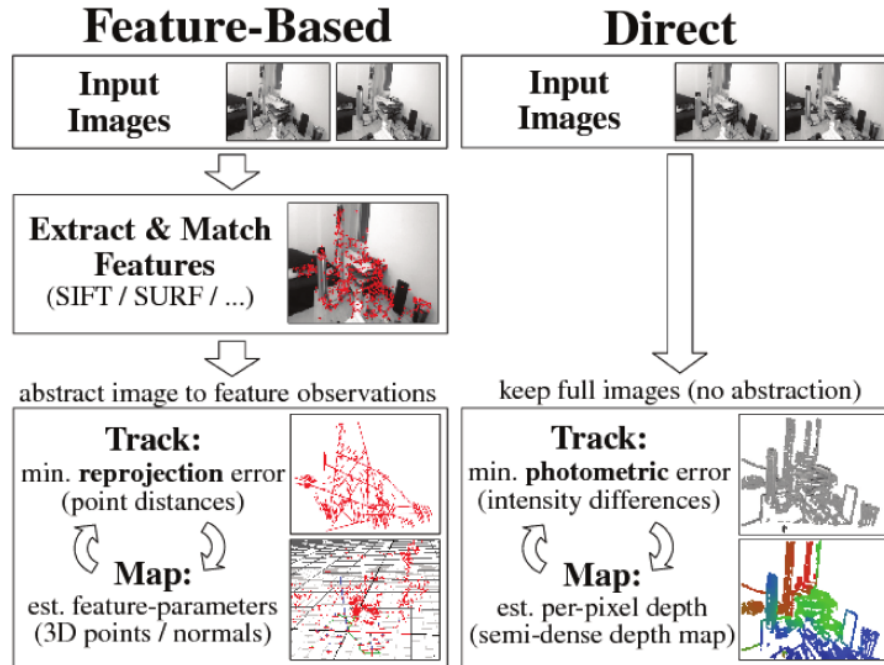 Feature-Based
Input
Images
Extract & Match
Features
(SIFT / SURF / ...)
abstract image to feature observations
Track:
min. reprojection error
(point distances)
Map:
est. feature-parameters
(3D points / normals)
Direct
Input
Images
keep full images (no abstraction)
Track:
min. photometric error
(intensity differences)
Map:
est. per-pixel depth
(semi-dense depth map)